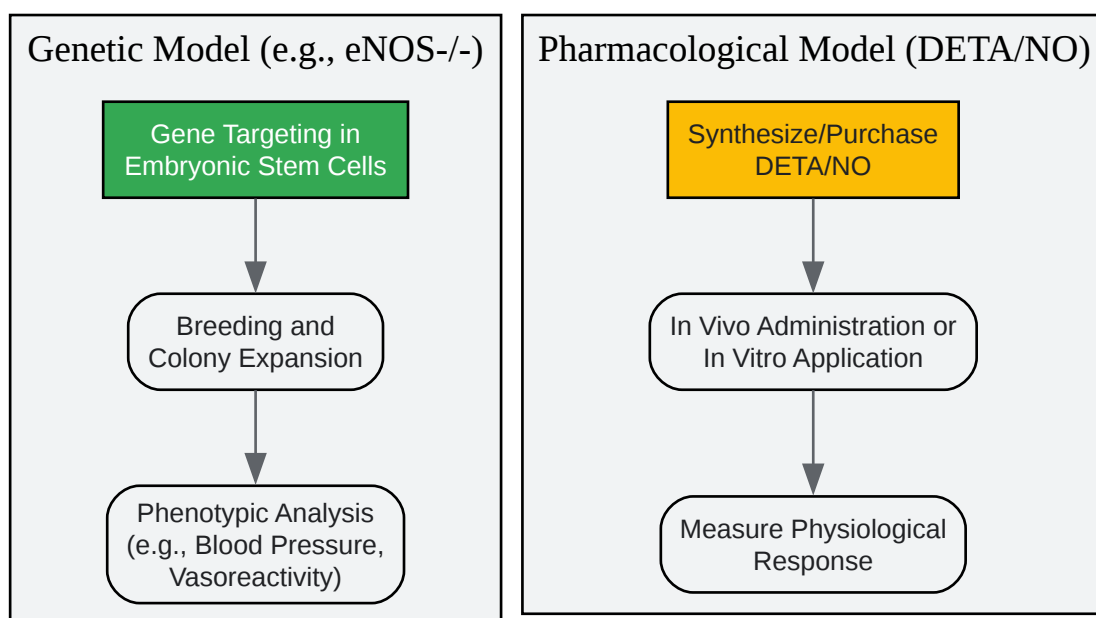 Genetic Model (e.g., eNOS-/-)
Gene Targeting in
Embryonic Stem Cells
Breeding and
Colony Expansion
Phenotypic Analysis
(e.g., Blood Pressure,
Vasoreactivity)
Pharmacological Model (DETA/NO)
Synthesize/Purchase
DETA/NO
In Vivo Administration or
In Vitro Application
Measure Physiological
Response